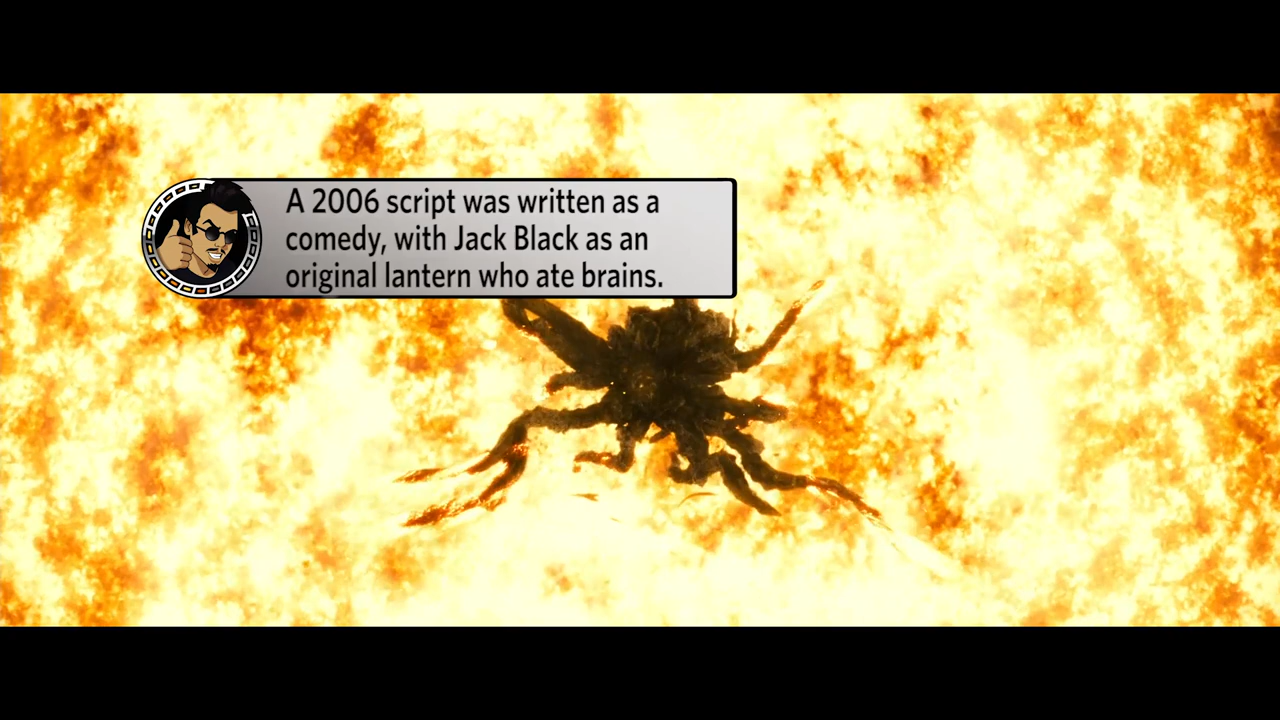 A 2006 script was written as a
comedy, with Jack Black as an
original lantern who ate brains.